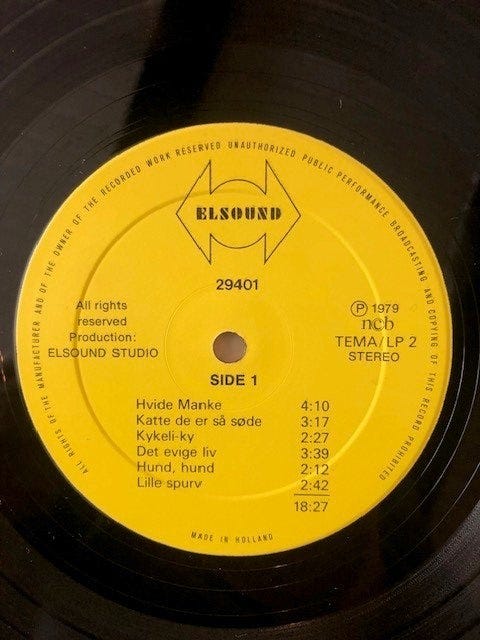 ALL RIGHTS OF THE MANUFACTURER AND OF THE OWNER OF THE RECORDED WORK RESERVED UNAUTHORIZED PUBLIC PERFORMANCE BROADCASTING AND COPYING OF THIS RECORD PROHIBITED
ELSOUND
29401
All rights
reserved
Production:
ELSOUND STUDIO
℗ 1979
ncb
TEMA/LP 2
STEREO
SIDE 1
Hvide Manke 4:10
Katte de er så søde 3:17
Kykeli-ky 2:27
Det evige liv 3:39
Hund, hund 2:12
Lille spurv 2:42
18:27
MADE IN HOLLAND